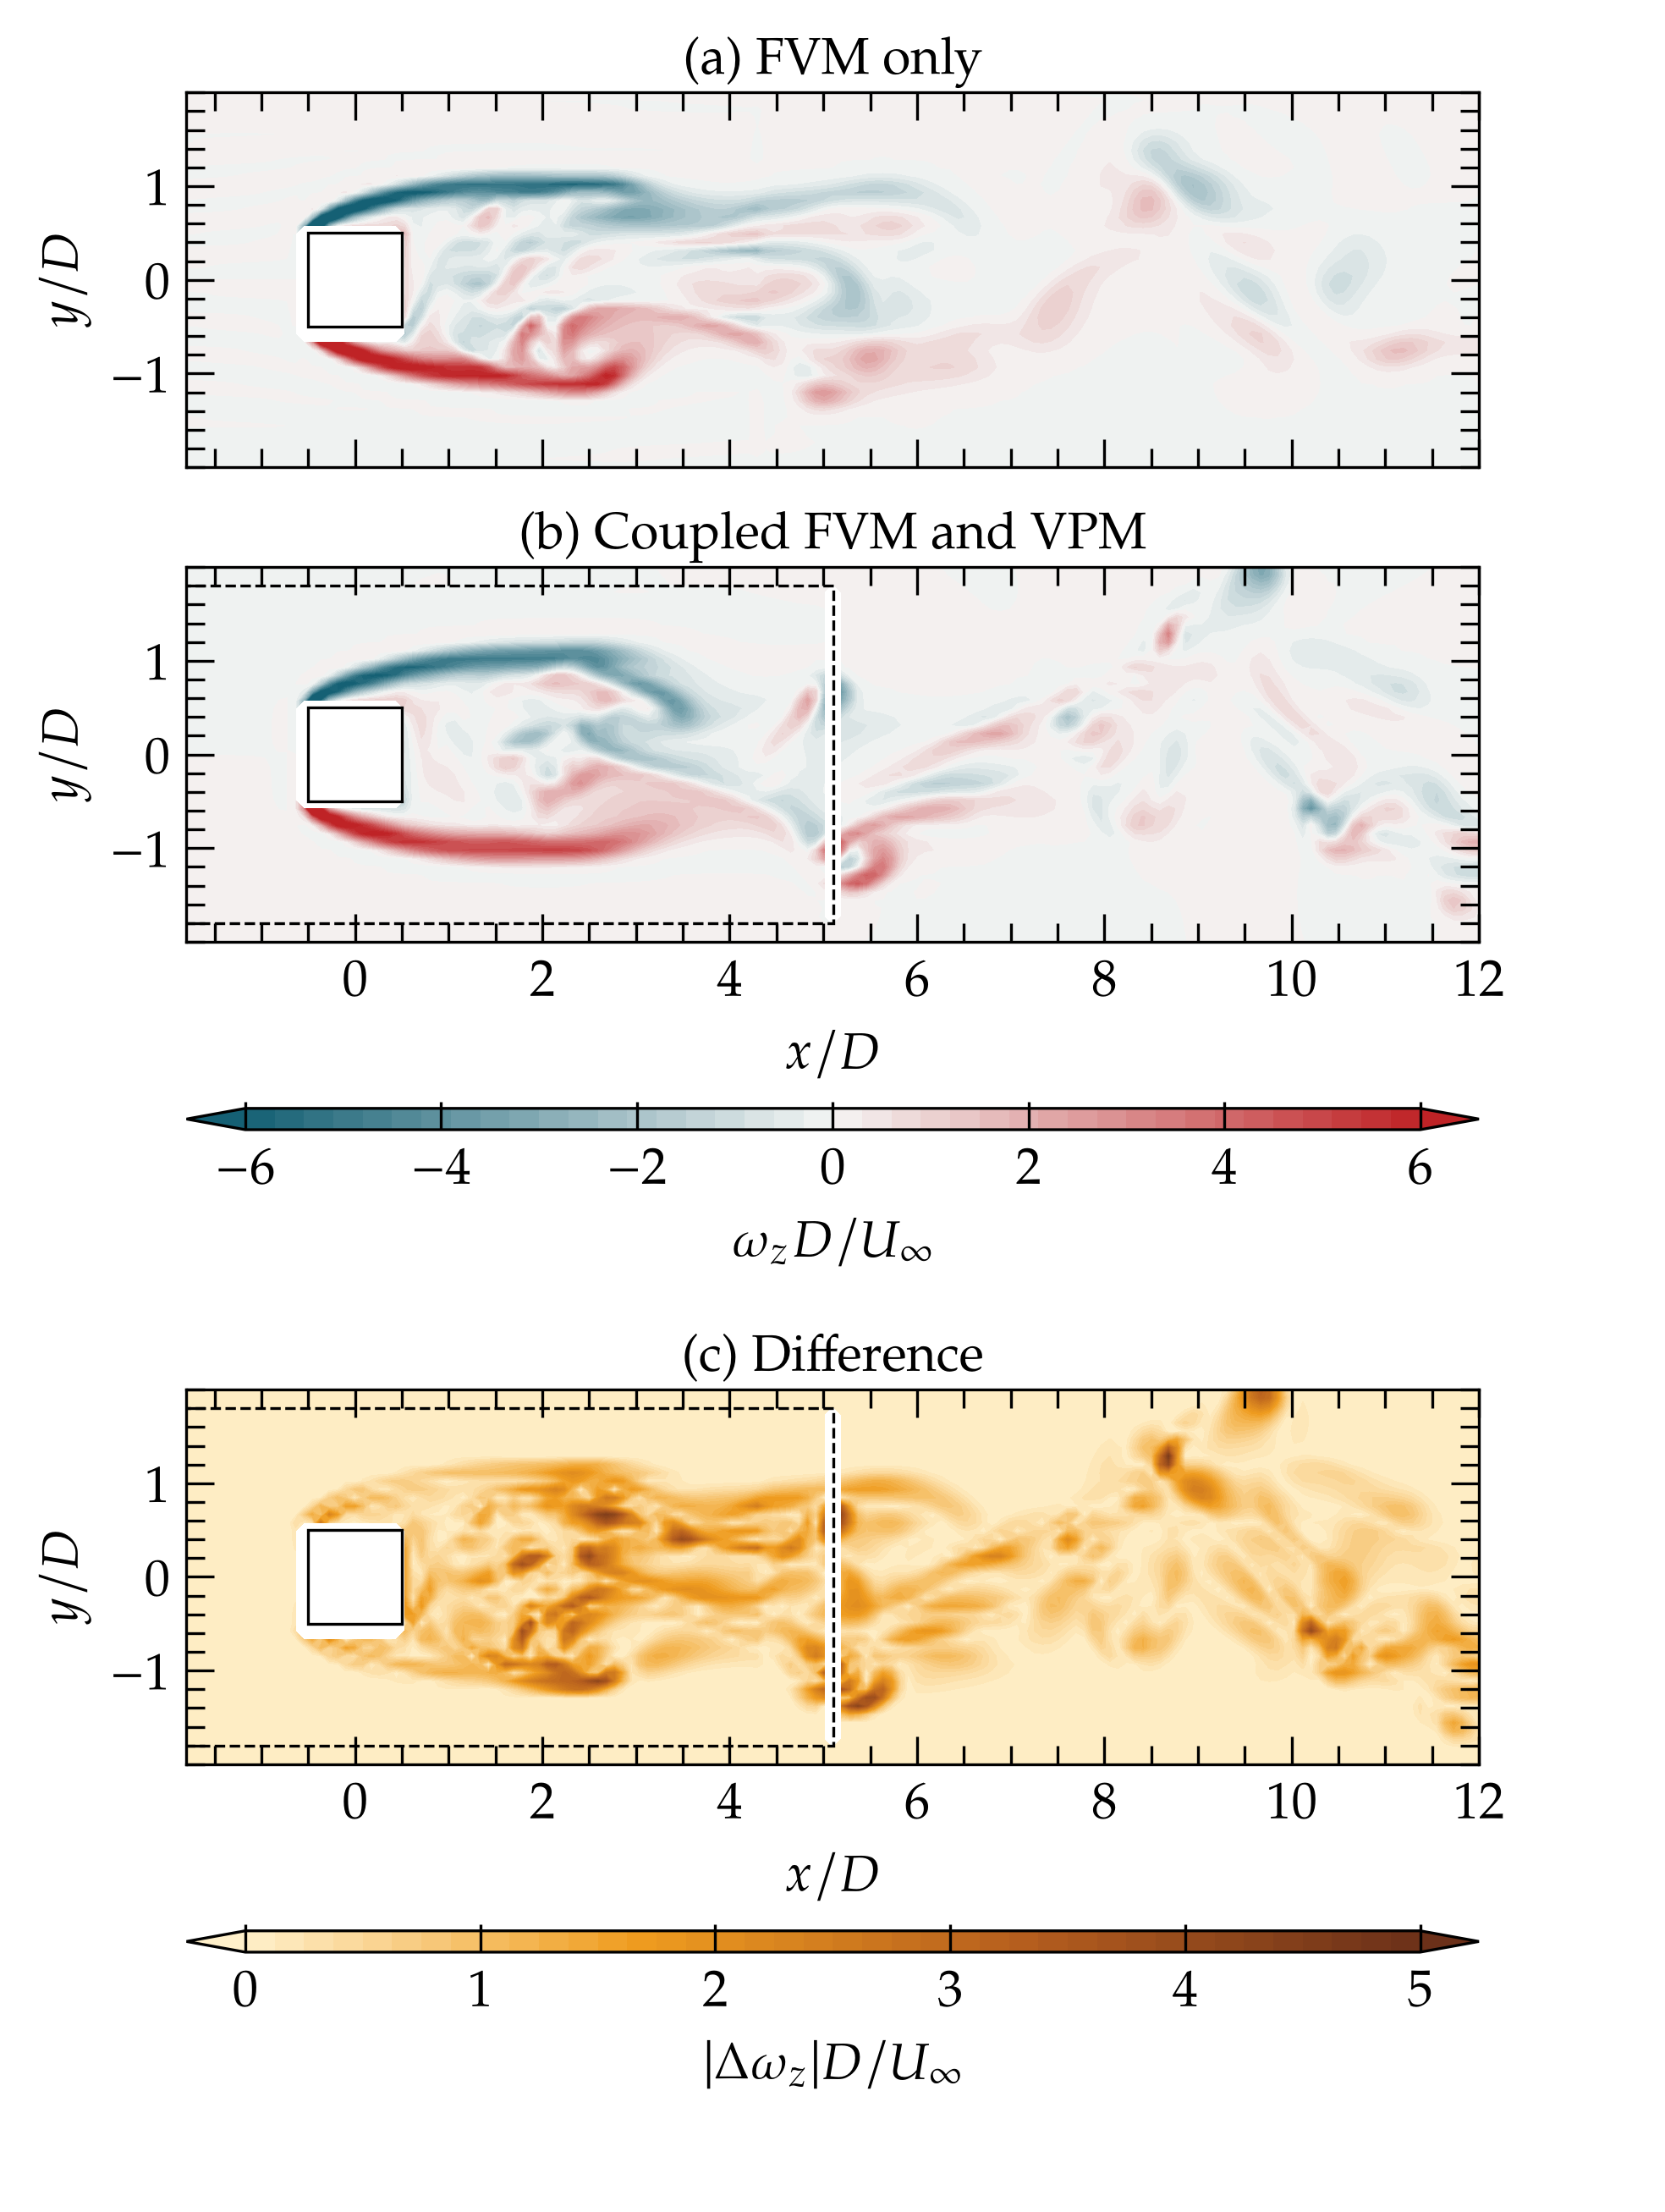 (a) FVM only
y/D
1
0
−1
(b) Coupled FVM and VPM
y/D
1
0
−1
0 2 4 6 8 10 12
x/D
−6 −4 −2 0 2 4 6
ω_z D/U_∞
(c) Difference
y/D
1
0
−1
0 2 4 6 8 10 12
x/D
0 1 2 3 4 5
|Δω_z|D/U_∞